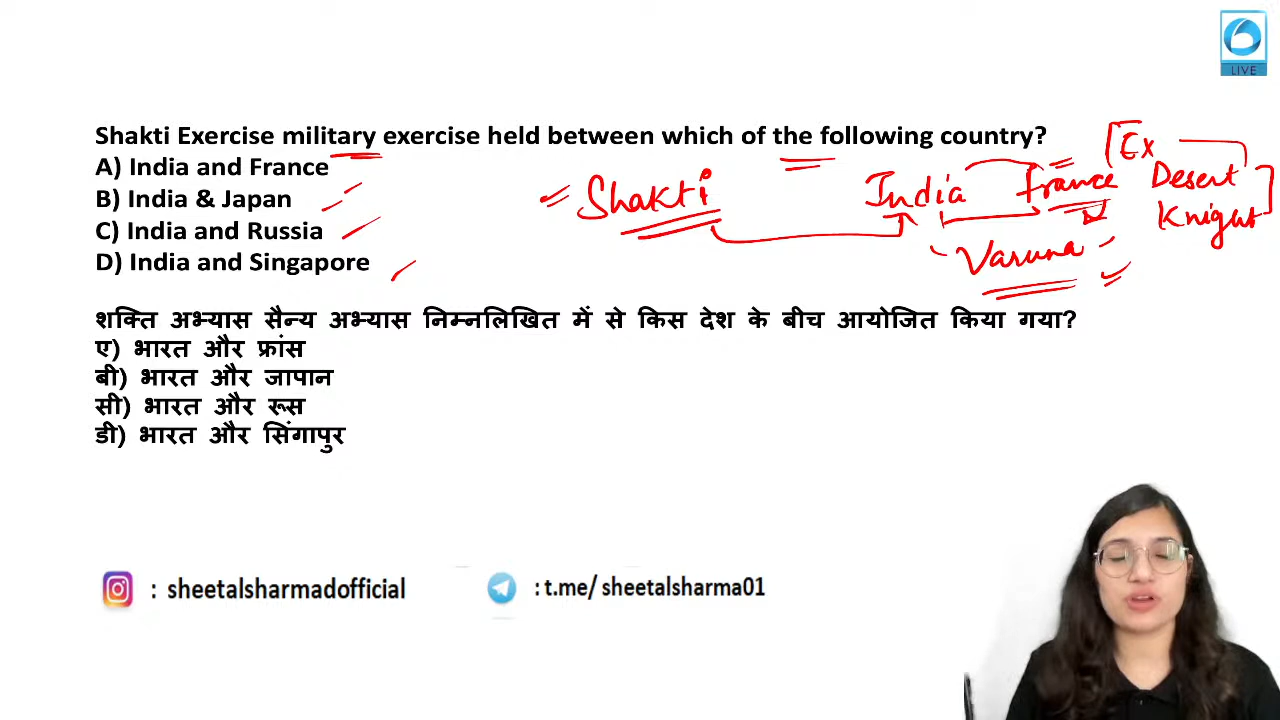 LIVE
Shakti Exercise military exercise held between which of the following country?
A) India and France
B) India & Japan
C) India and Russia
D) India and Singapore
Shakti
India France
Varuna
Ex
Desert
Knight
शक्ति अभ्यास सैन्य अभ्यास निम्नलिखित में से किस देश के बीच आयोजित किया गया?
ए) भारत और फ्रांस
बी) भारत और जापान
सी) भारत और रूस
डी) भारत और सिंगापुर
: sheetalsharmadofficial
: t.me/ sheetalsharma01